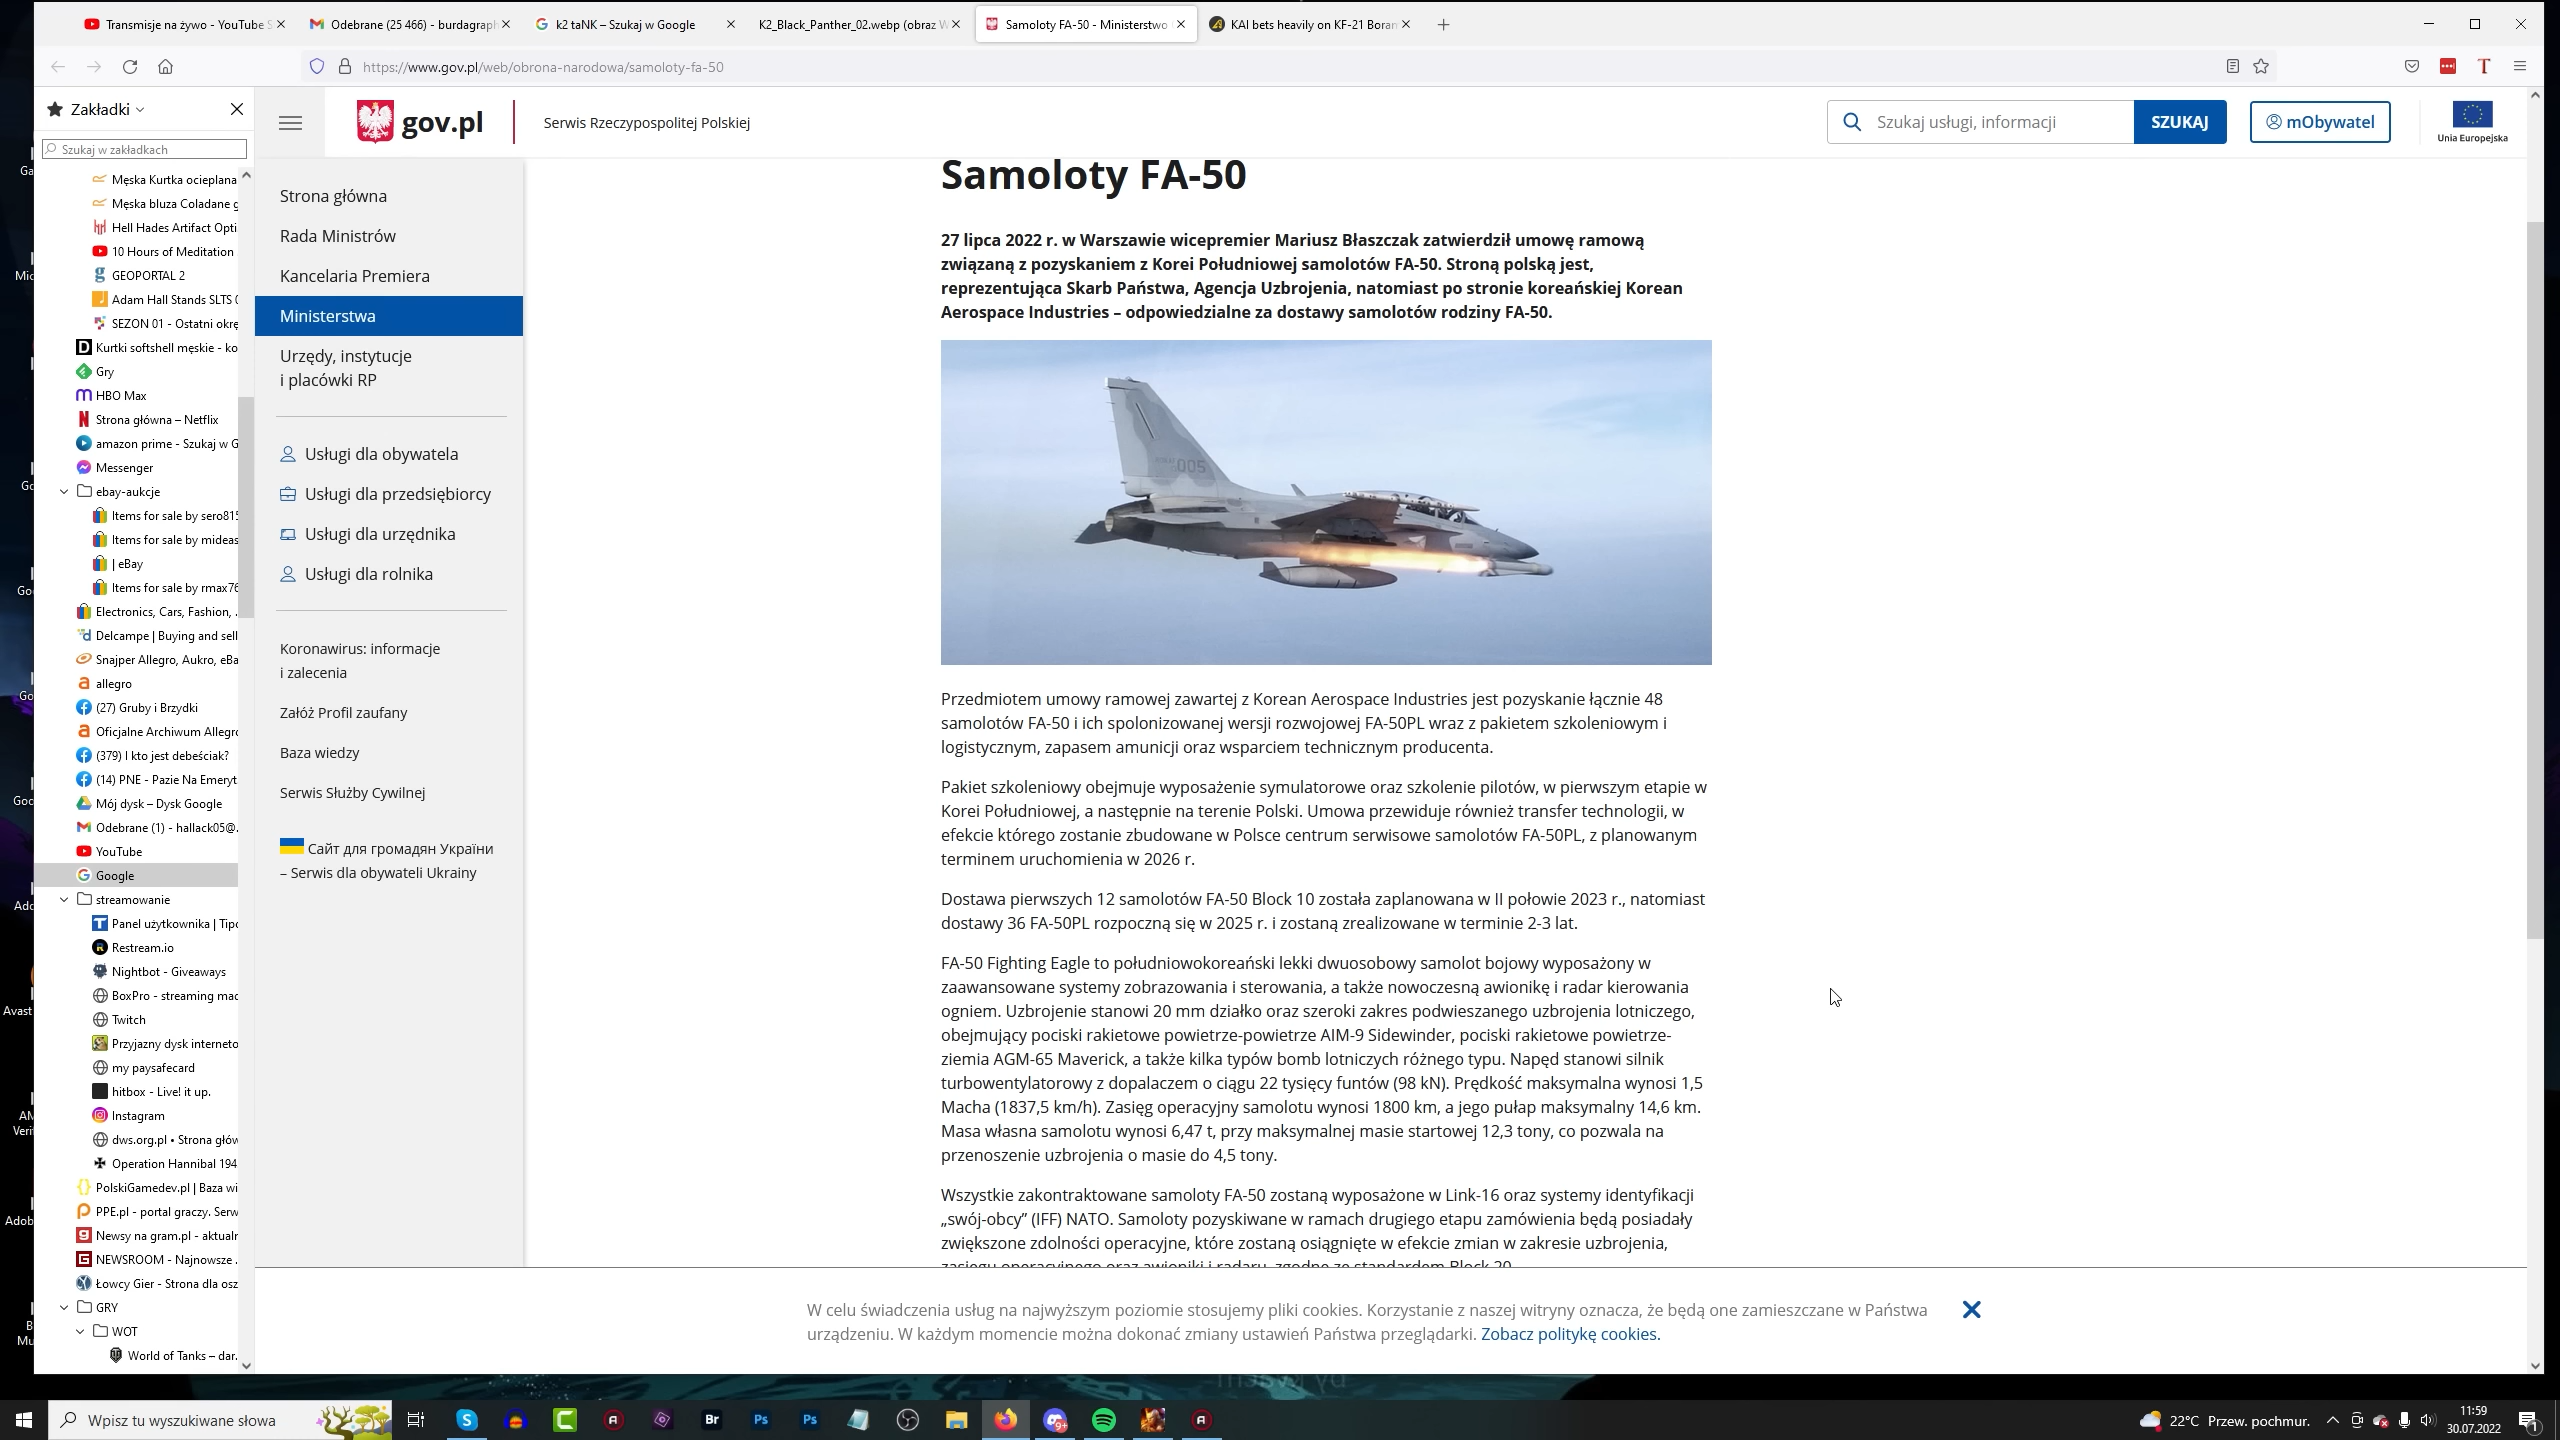 Transmisje na żywo - YouTube S
Odebrane (25 466) - burdagraph
k2 taNK – Szukaj w Google
K2_Black_Panther_02.webp (obraz W
Samoloty FA-50 - Ministerstwo
KAI bets heavily on KF-21 Boran
https://www.gov.pl/web/obrona-narodowa/samoloty-fa-50
Zakładki
Szukaj w zakładkach
Męska Kurtka ocieplana
Męska bluza Coladane g
Hell Hades Artifact Opti
10 Hours of Meditation
GEOPORTAL 2
Adam Hall Stands SLTS 0
SEZON 01 - Ostatni okrę
Kurtki softshell męskie - ko
Gry
HBO Max
Strona główna – Netflix
amazon prime - Szukaj w G
Messenger
ebay-aukcje
Items for sale by sero815
Items for sale by mideas
| eBay
Items for sale by rmax76
Electronics, Cars, Fashion, .
Delcampe | Buying and sell
Snajper Allegro, Aukro, eBa
allegro
(27) Gruby i Brzydki
Oficjalne Archiwum Allegro
(379) I kto jest debeściak?
(14) PNE - Pazie Na Emeryt
Mój dysk – Dysk Google
Odebrane (1) - hallack05@.
YouTube
Google
streamowanie
Panel użytkownika | Tipo
Restream.io
Nightbot - Giveaways
BoxPro - streaming mad
Twitch
Przyjazny dysk interneto
my paysafecard
hitbox - Live! it up.
Instagram
dws.org.pl • Strona głów
Operation Hannibal 194
PolskiGamedev.pl | Baza wi
PPE.pl - portal graczy. Serw
Newsy na gram.pl - aktualn
NEWSROOM - Najnowsze .
Łowcy Gier - Strona dla osz
GRY
WOT
World of Tanks – dar.
gov.pl
Serwis Rzeczypospolitej Polskiej
Szukaj usługi, informacji
SZUKAJ
mObywatel
Unia Europejska
Strona główna
Rada Ministrów
Kancelaria Premiera
Ministerstwa
Urzędy, instytucje
i placówki RP
Usługi dla obywatela
Usługi dla przedsiębiorcy
Usługi dla urzędnika
Usługi dla rolnika
Koronawirus: informacje
i zalecenia
Załóż Profil zaufany
Baza wiedzy
Serwis Służby Cywilnej
Сайт для громадян України
– Serwis dla obywateli Ukrainy
Samoloty FA-50
27 lipca 2022 r. w Warszawie wicepremier Mariusz Błaszczak zatwierdził umowę ramową
związaną z pozyskaniem z Korei Południowej samolotów FA-50. Stroną polską jest,
reprezentująca Skarb Państwa, Agencja Uzbrojenia, natomiast po stronie koreańskiej Korean
Aerospace Industries – odpowiedzialne za dostawy samolotów rodziny FA-50.
005
Przedmiotem umowy ramowej zawartej z Korean Aerospace Industries jest pozyskanie łącznie 48
samolotów FA-50 i ich spolonizowanej wersji rozwojowej FA-50PL wraz z pakietem szkoleniowym i
logistycznym, zapasem amunicji oraz wsparciem technicznym producenta.
Pakiet szkoleniowy obejmuje wyposażenie symulatorowe oraz szkolenie pilotów, w pierwszym etapie w
Korei Południowej, a następnie na terenie Polski. Umowa przewiduje również transfer technologii, w
efekcie którego zostanie zbudowane w Polsce centrum serwisowe samolotów FA-50PL, z planowanym
terminem uruchomienia w 2026 r.
Dostawa pierwszych 12 samolotów FA-50 Block 10 została zaplanowana w II połowie 2023 r., natomiast
dostawy 36 FA-50PL rozpoczną się w 2025 r. i zostaną zrealizowane w terminie 2-3 lat.
FA-50 Fighting Eagle to południowokoreański lekki dwuosobowy samolot bojowy wyposażony w
zaawansowane systemy zobrazowania i sterowania, a także nowoczesną awionikę i radar kierowania
ogniem. Uzbrojenie stanowi 20 mm działko oraz szeroki zakres podwieszanego uzbrojenia lotniczego,
obejmujący pociski rakietowe powietrze-powietrze AIM-9 Sidewinder, pociski rakietowe powietrze-
ziemia AGM-65 Maverick, a także kilka typów bomb lotniczych różnego typu. Napęd stanowi silnik
turbowentylatorowy z dopalaczem o ciągu 22 tysięcy funtów (98 kN). Prędkość maksymalna wynosi 1,5
Macha (1837,5 km/h). Zasięg operacyjny samolotu wynosi 1800 km, a jego pułap maksymalny 14,6 km.
Masa własna samolotu wynosi 6,47 t, przy maksymalnej masie startowej 12,3 tony, co pozwala na
przenoszenie uzbrojenia o masie do 4,5 tony.
Wszystkie zakontraktowane samoloty FA-50 zostaną wyposażone w Link-16 oraz systemy identyfikacji
„swój-obcy” (IFF) NATO. Samoloty pozyskiwane w ramach drugiego etapu zamówienia będą posiadały
zwiększone zdolności operacyjne, które zostaną osiągnięte w efekcie zmian w zakresie uzbrojenia,
zasięgu operacyjnego oraz awioniki i radaru, zgodne ze standardem Block 20.
W celu świadczenia usług na najwyższym poziomie stosujemy pliki cookies. Korzystanie z naszej witryny oznacza, że będą one zamieszczane w Państwa
urządzeniu. W każdym momencie można dokonać zmiany ustawień Państwa przeglądarki. Zobacz politykę cookies.
Wpisz tu wyszukiwane słowa
22°C Przew. pochmur.
11:59
30.07.2022